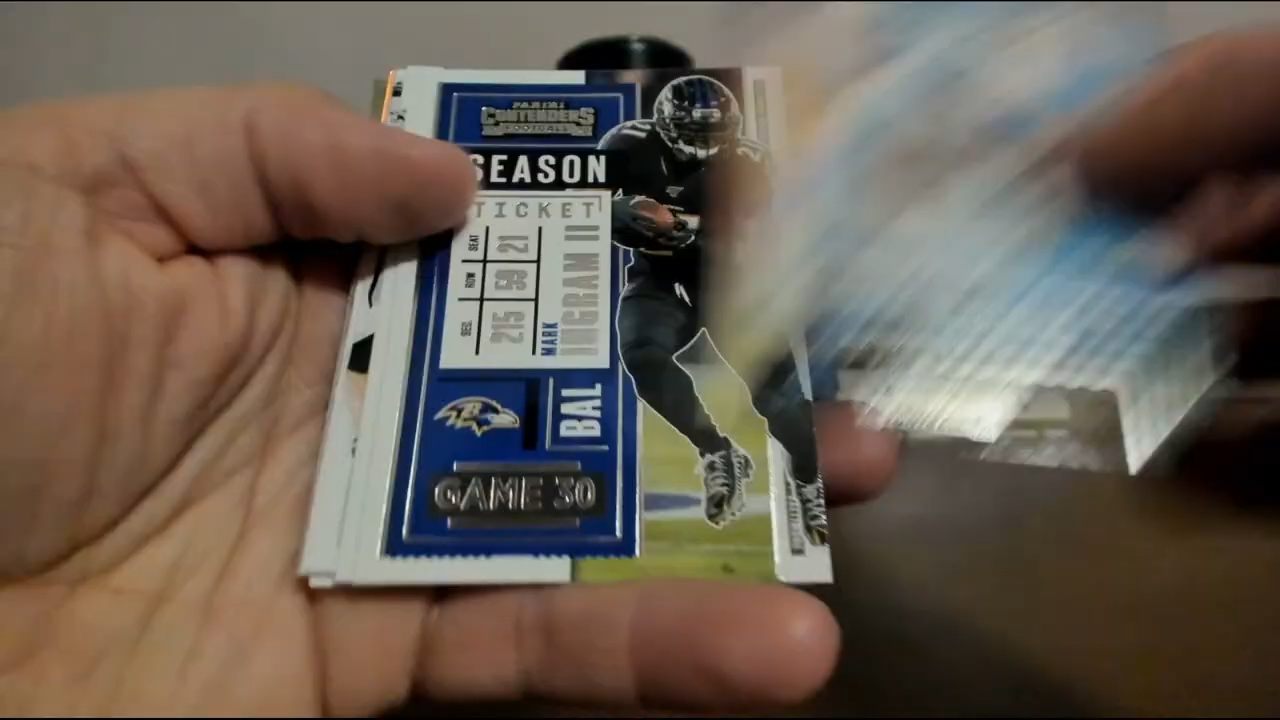 PANINI
CONTENDERS
FOOTBALL
SEASON
TICKET
SEC. ROW SEAT
215 59 21
MARK
INGRAM II
BAL
GAME 30